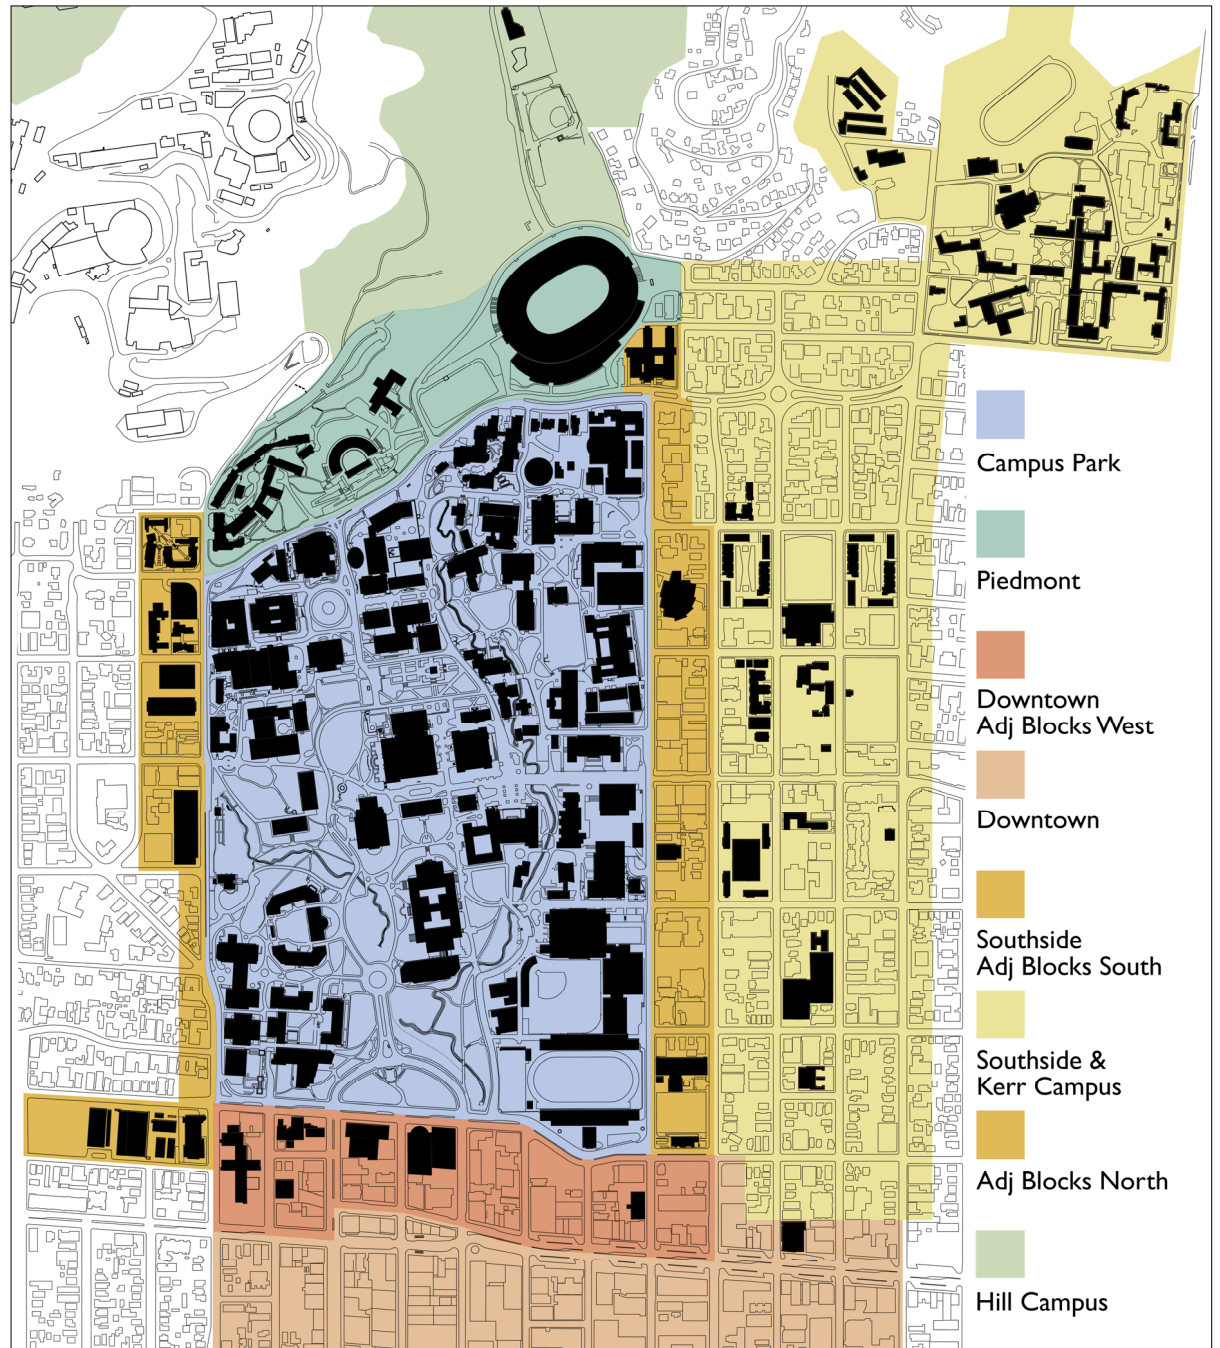 Campus Park
Piedmont
Downtown
Adj Blocks West
Downtown
Southside
Adj Blocks South
Southside &
Kerr Campus
Adj Blocks North
Hill Campus